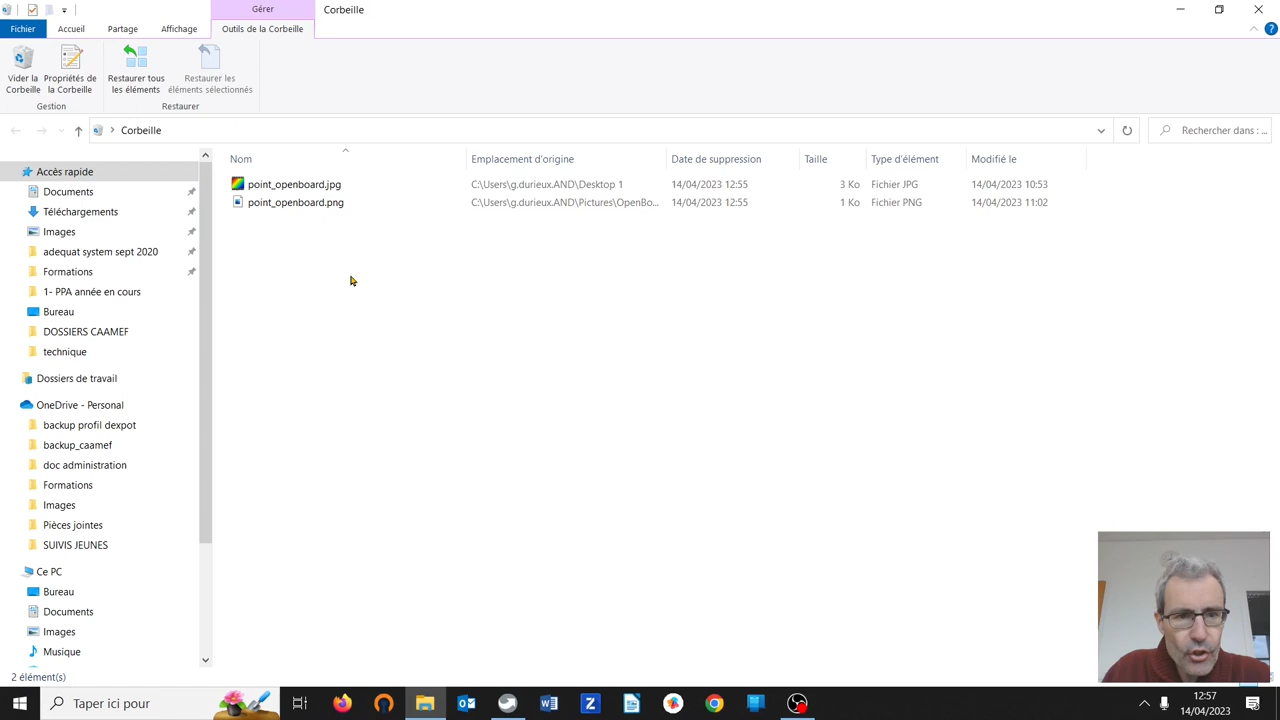 Gérer
Corbeille
Fichier
Accueil
Partage
Affichage
Outils de la Corbeille
Vider la Corbeille
Propriétés de la Corbeille
Restaurer tous les éléments
Restaurer les éléments sélectionnés
Gestion
Restaurer
Corbeille
Rechercher dans : ...
Nom
Emplacement d'origine
Date de suppression
Taille
Type d'élément
Modifié le
point_openboard.jpg
C:\Users\g.durieux.AND\Desktop 1
14/04/2023 12:55
3 Ko
Fichier JPG
14/04/2023 10:53
point_openboard.png
C:\Users\g.durieux.AND\Pictures\OpenBo...
14/04/2023 12:55
1 Ko
Fichier PNG
14/04/2023 11:02
Accès rapide
Documents
Téléchargements
Images
adequat system sept 2020
Formations
1- PPA année en cours
Bureau
DOSSIERS CAAMEF
technique
Dossiers de travail
OneDrive - Personal
backup profil dexpot
backup_caamef
doc administration
Formations
Images
Pièces jointes
SUIVIS JEUNES
Ce PC
Bureau
Documents
Images
Musique
2 élément(s)
Taper ici pour
12:57
14/04/2023